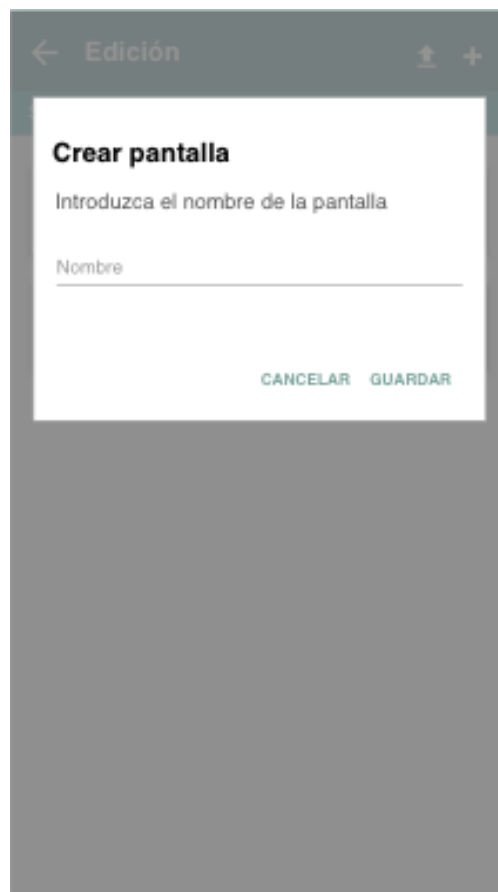 Edición
Crear pantalla
Introduzca el nombre de la pantalla
Nombre
CANCELAR GUARDAR